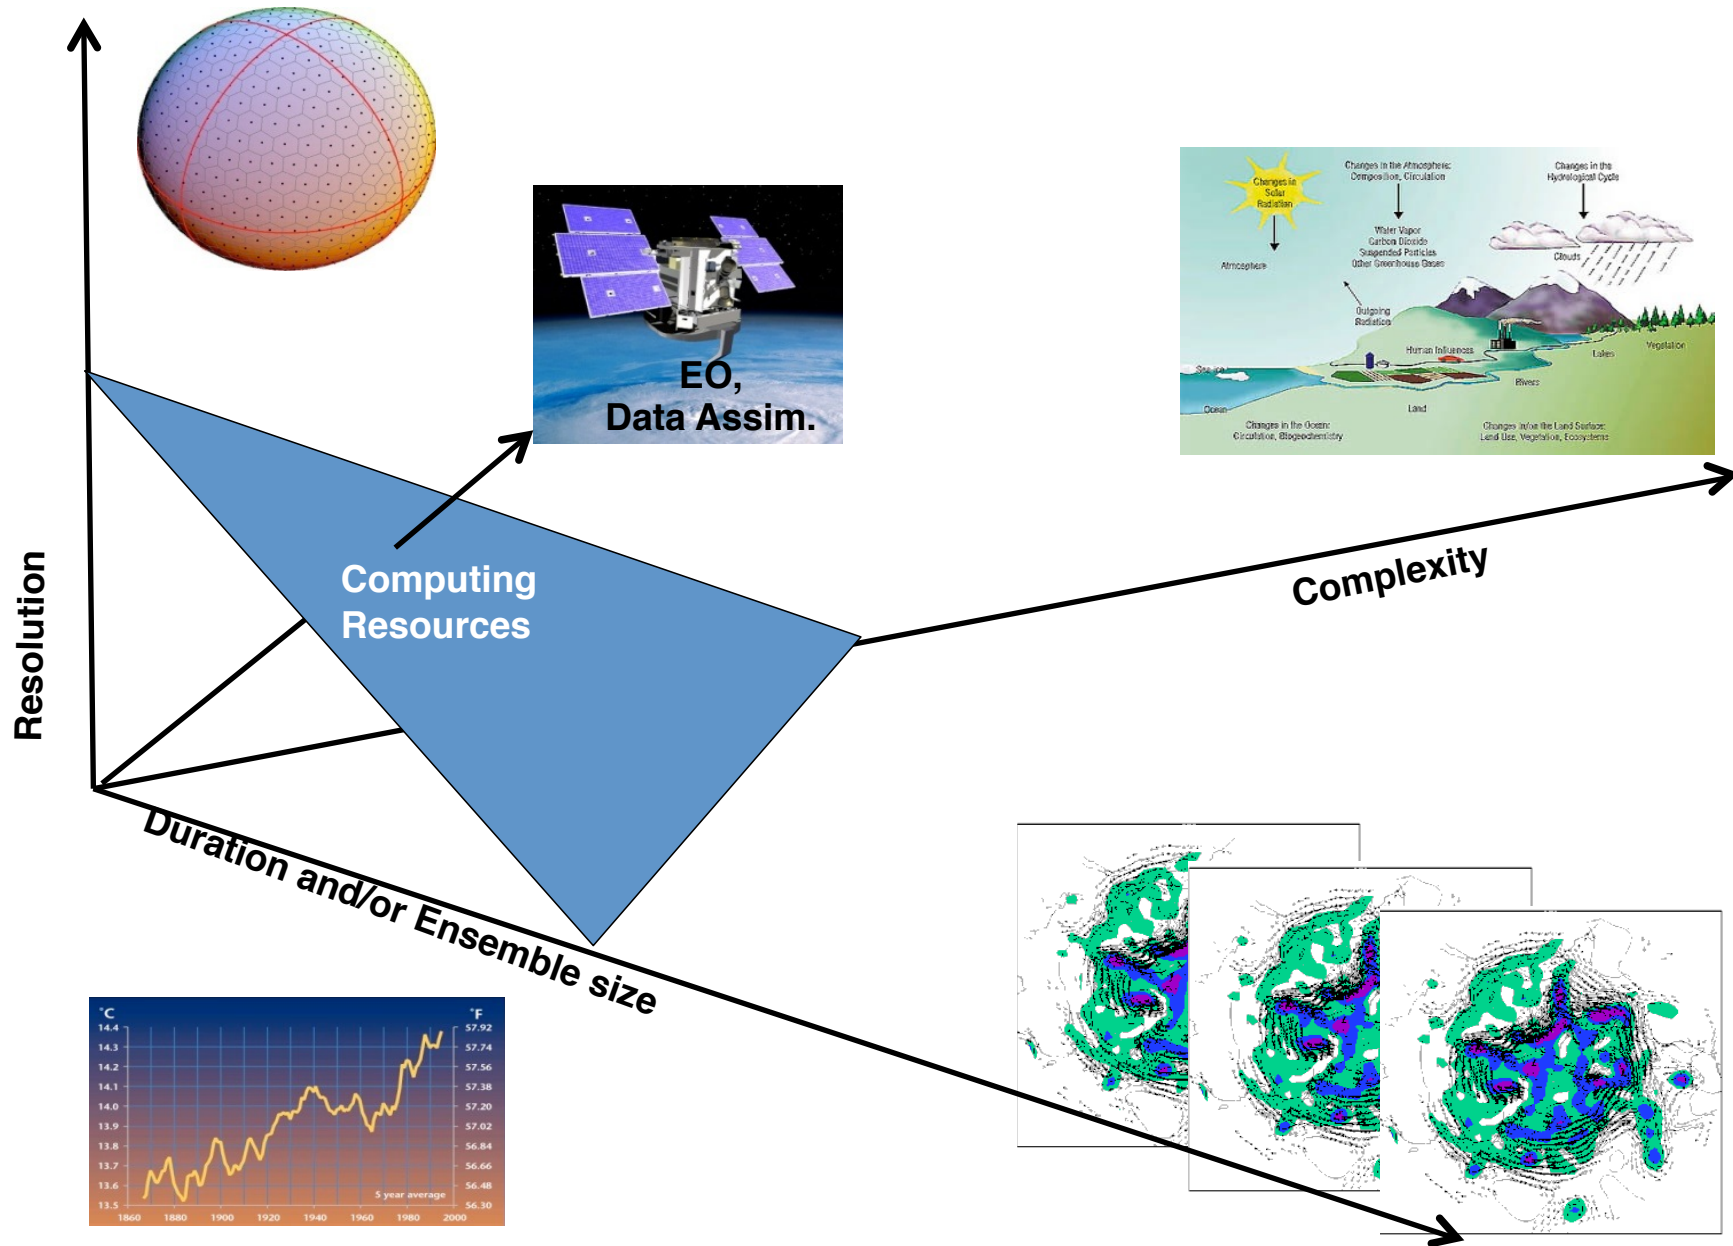 EO,
Data Assim.
Changes in
Solar
Radiation
Changes in the Atmosphere:
Composition, Circulation
Changes in the
Hydrological Cycle
Atmosphere
Water Vapor
Carbon Dioxide
Suspended Particles
Other Greenhouse Gases
Clouds
Outgoing
Radiation
Human Influences
Lakes
Vegetation
Sea-ice
Rivers
Ocean
Land
Changes in the Ocean:
Circulation, Biogeochemistry
Changes in/on the Land Surface:
Land Use, Vegetation, Ecosystems
Resolution
Computing
Resources
Complexity
Duration and/or Ensemble size
°C
°F
14.4
57.92
14.3
57.74
14.2
57.56
14.1
57.38
14.0
57.20
13.9
57.02
13.8
56.84
13.7
56.66
13.6
56.48
13.5
56.30
5 year average
1860
1880
1900
1920
1940
1960
1980
2000